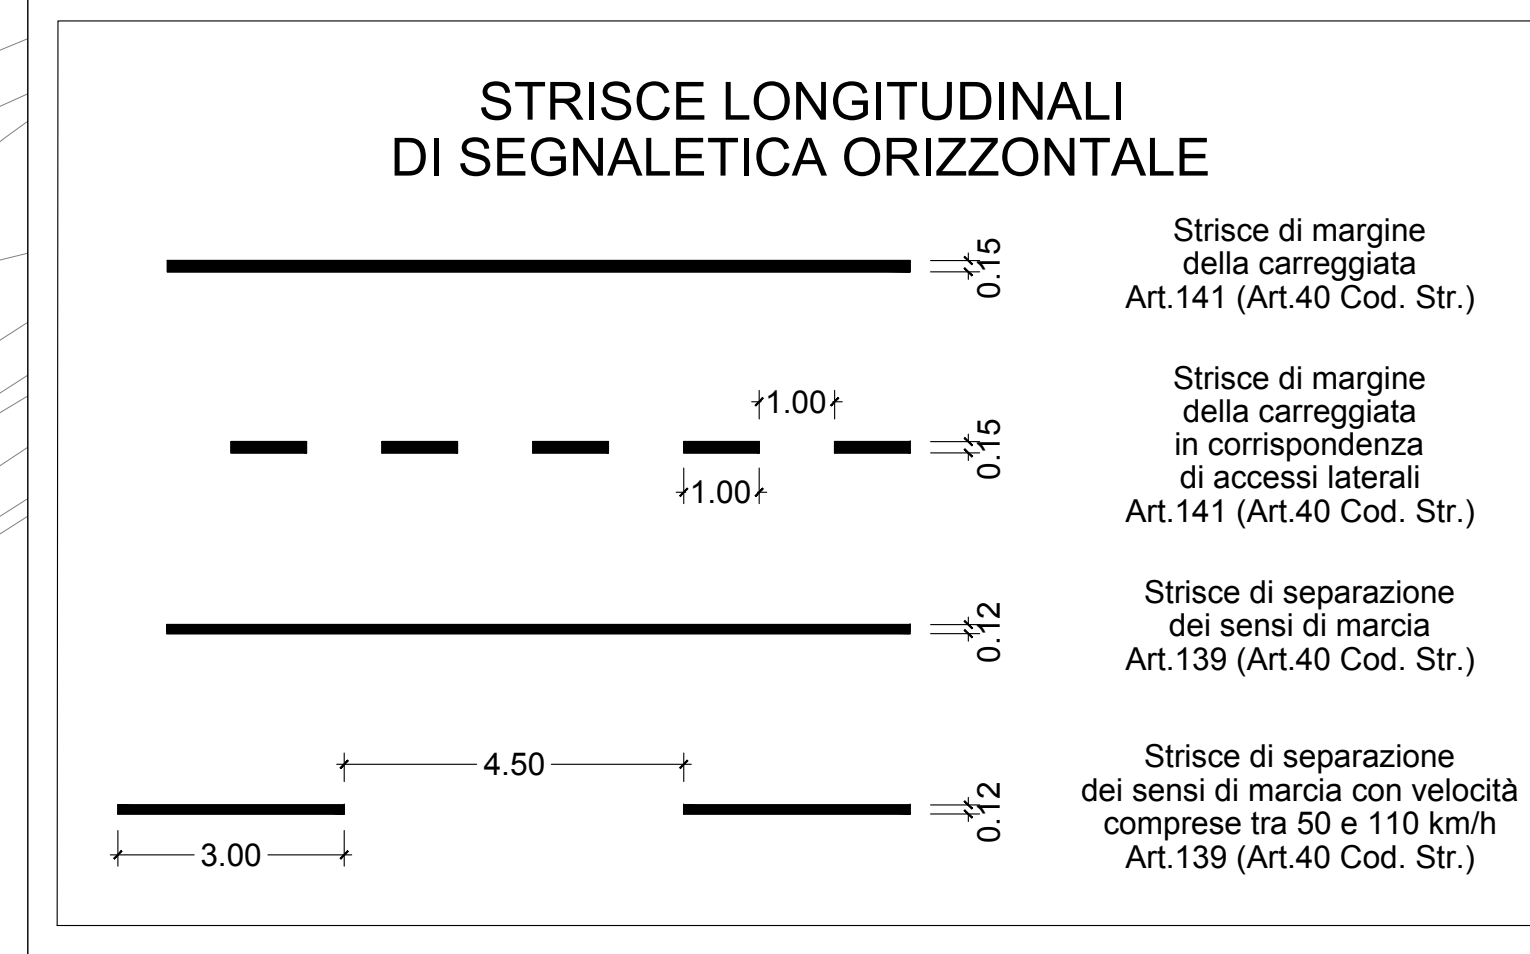 STRISCE LONGITUDINALI
DI SEGNALETICA ORIZZONTALE
0.15
Strisce di margine
della carreggiata
Art.141 (Art.40 Cod. Str.)
1.00
1.00
0.15
Strisce di margine
della carreggiata
in corrispondenza
di accessi laterali
Art.141 (Art.40 Cod. Str.)
0.12
Strisce di separazione
dei sensi di marcia
Art.139 (Art.40 Cod. Str.)
4.50
3.00
0.12
Strisce di separazione
dei sensi di marcia con velocità
comprese tra 50 e 110 km/h
Art.139 (Art.40 Cod. Str.)